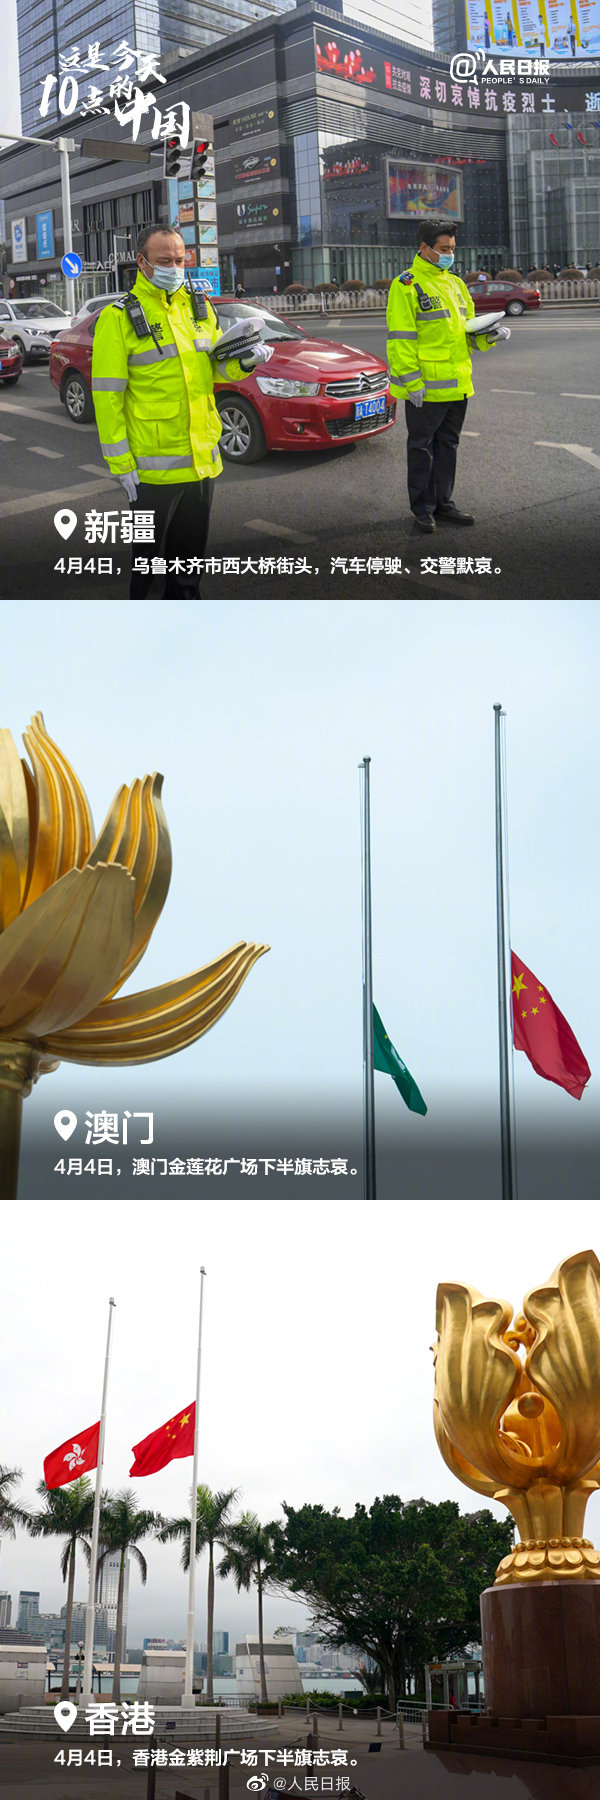 这是今天
10点的中国
@人民日报
PEOPLE'S DAILY
深切哀悼抗疫烈士、逝
新疆
4月4日，乌鲁木齐市西大桥街头，汽车停驶、交警默哀。
澳门
4月4日，澳门金莲花广场下半旗志哀。
香港
4月4日，香港金紫荆广场下半旗志哀。
@人民日报